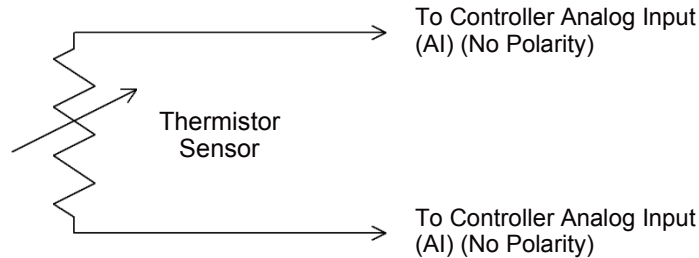 To Controller Analog Input
(AI) (No Polarity)
Thermistor
Sensor
To Controller Analog Input
(AI) (No Polarity)